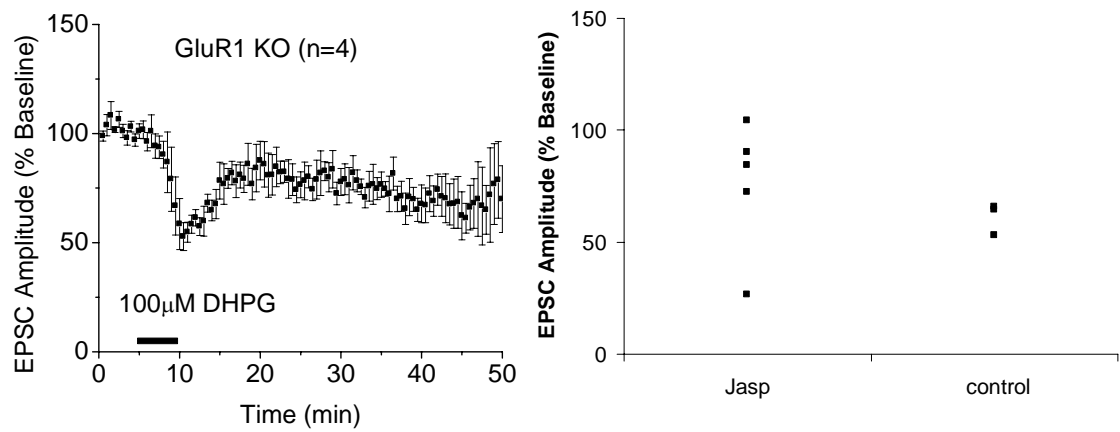 EPSC Amplitude (% Baseline)
150
100
50
0
GluR1 KO (n=4)
100μM DHPG
0 10 20 30 40 50
Time (min)
EPSC Amplitude (% Baseline)
150
100
50
0
Jasp control